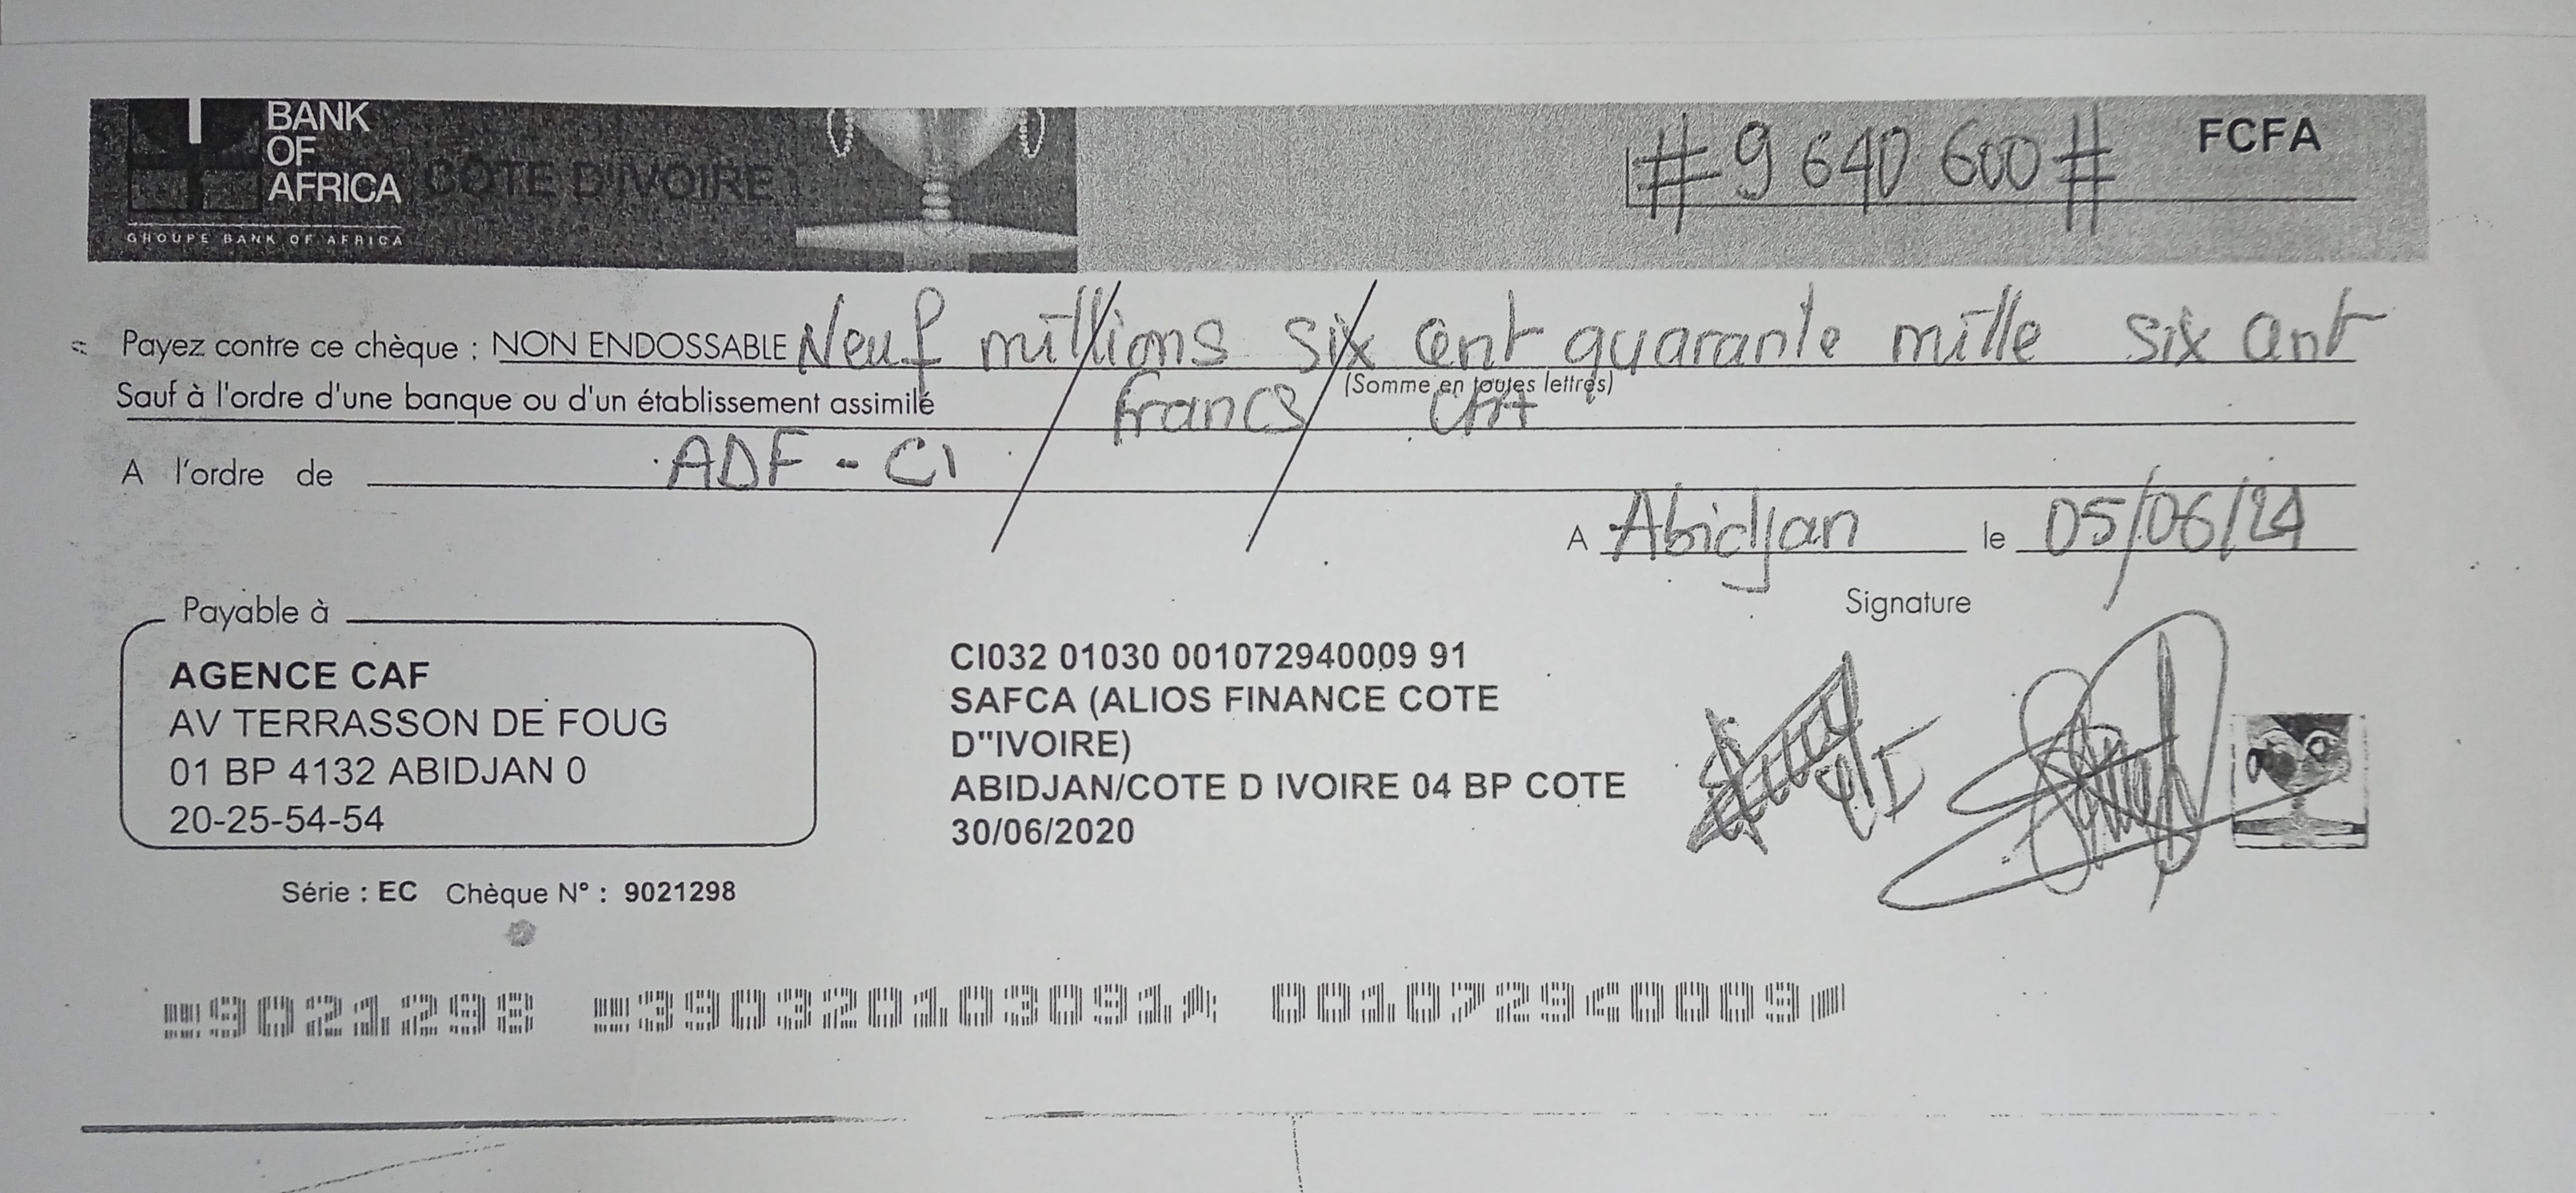 BANK
OF
AFRICA CÔTE D'IVOIRE
GROUPE BANK OF AFRICA
# 9 640 600 # FCFA
Payez contre ce chèque : NON ENDOSSABLE Neuf millions six cent quarante mille six cent
(Somme en toutes lettres)
Sauf à l'ordre d'une banque ou d'un établissement assimilé francs CFA
A l'ordre de ADF - CI
A Abidjan le 05/06/24
Signature
Payable à
AGENCE CAF
AV TERRASSON DE FOUG
01 BP 4132 ABIDJAN 0
20-25-54-54
CI032 01030 001072940009 91
SAFCA (ALIOS FINANCE COTE
D"IVOIRE)
ABIDJAN/COTE D IVOIRE 04 BP COTE
30/06/2020
Série : EC Chèque N° : 9021298
9021298 390320103091 001072940009